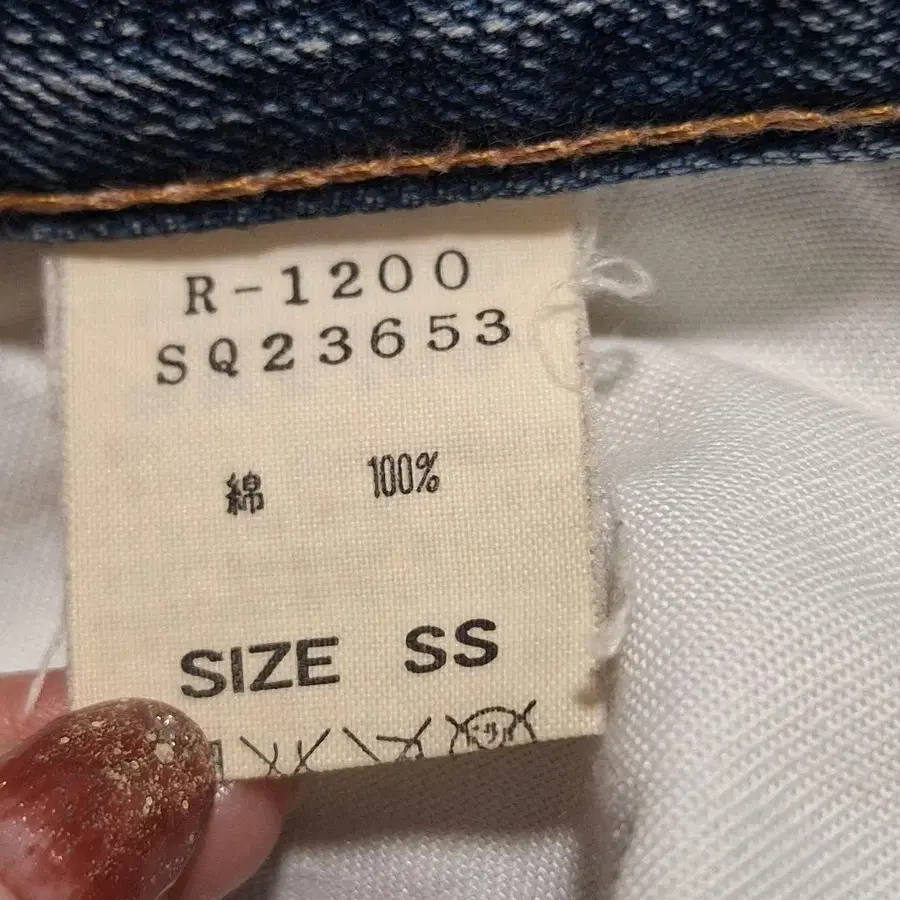 R-1200
SQ23653
綿 100%
SIZE SS